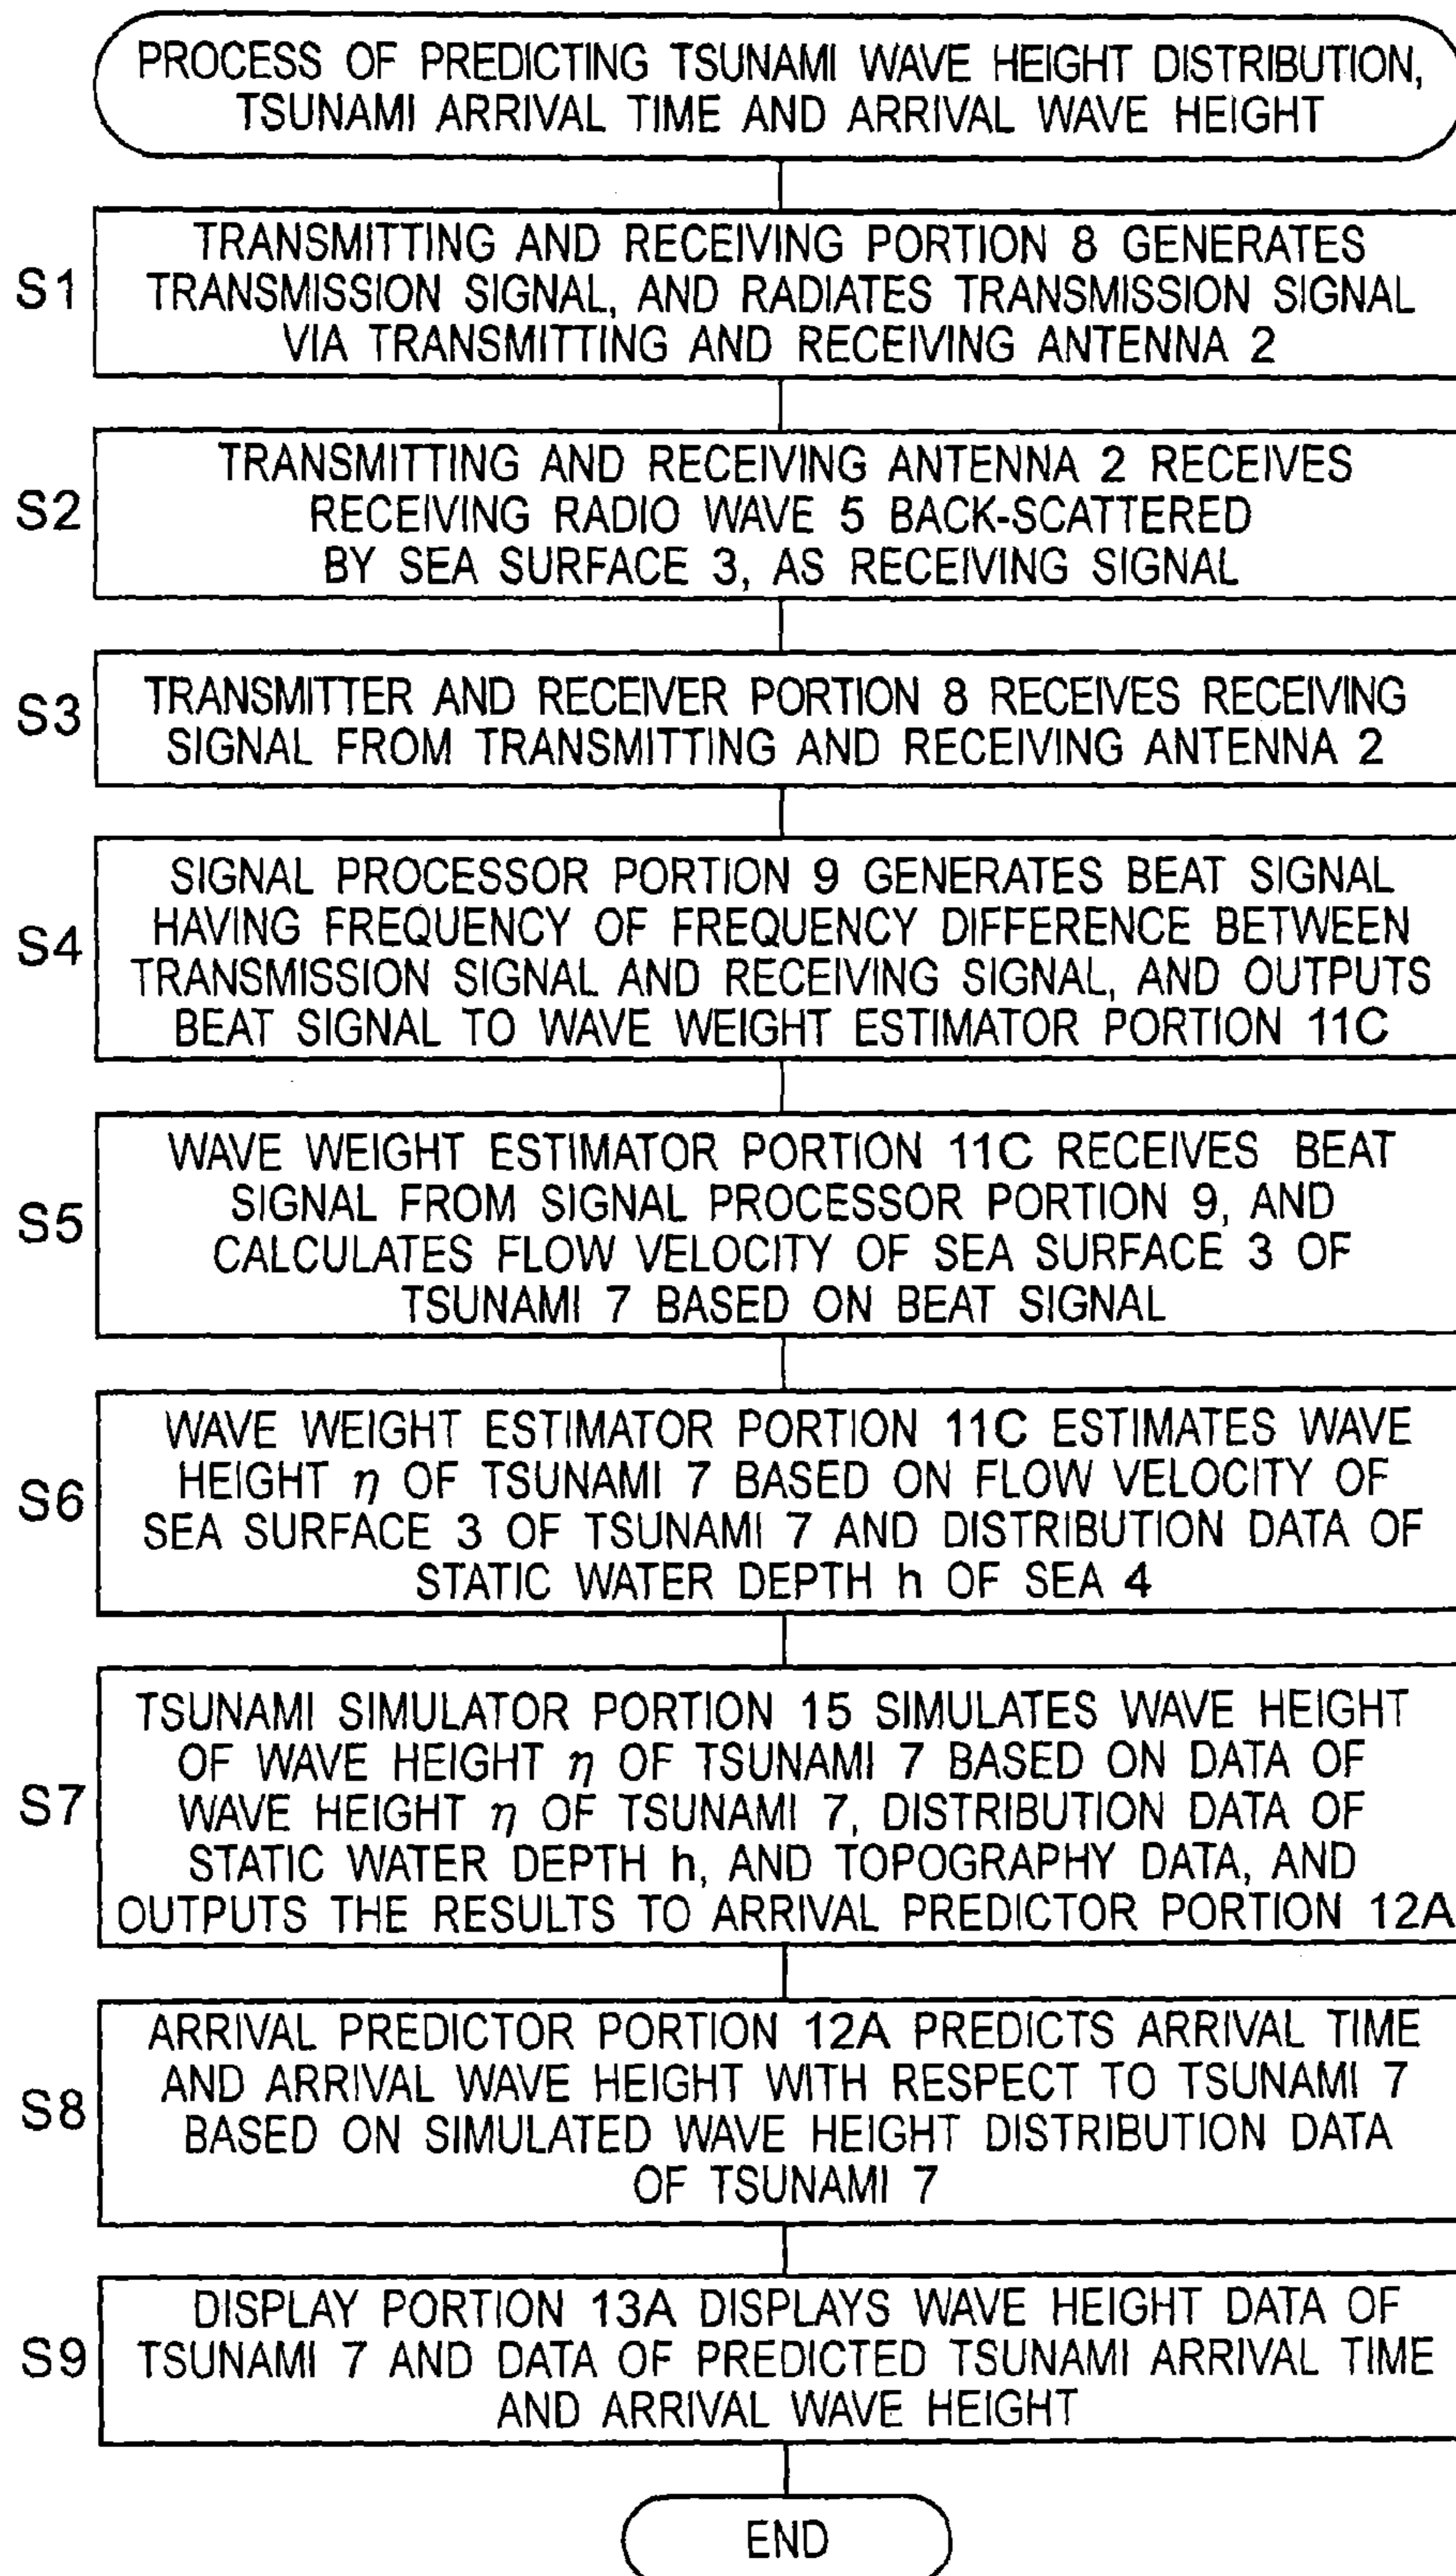 PROCESS OF PREDICTING TSUNAMI WAVE HEIGHT DISTRIBUTION,
TSUNAMI ARRIVAL TIME AND ARRIVAL WAVE HEIGHT
S1
TRANSMITTING AND RECEIVING PORTION 8 GENERATES
TRANSMISSION SIGNAL, AND RADIATES TRANSMISSION SIGNAL
VIA TRANSMITTING AND RECEIVING ANTENNA 2
S2
TRANSMITTING AND RECEIVING ANTENNA 2 RECEIVES
RECEIVING RADIO WAVE 5 BACK-SCATTERED
BY SEA SURFACE 3, AS RECEIVING SIGNAL
S3
TRANSMITTER AND RECEIVER PORTION 8 RECEIVES RECEIVING
SIGNAL FROM TRANSMITTING AND RECEIVING ANTENNA 2
S4
SIGNAL PROCESSOR PORTION 9 GENERATES BEAT SIGNAL
HAVING FREQUENCY OF FREQUENCY DIFFERENCE BETWEEN
TRANSMISSION SIGNAL AND RECEIVING SIGNAL, AND OUTPUTS
BEAT SIGNAL TO WAVE WEIGHT ESTIMATOR PORTION 11C
S5
WAVE WEIGHT ESTIMATOR PORTION 11C RECEIVES BEAT
SIGNAL FROM SIGNAL PROCESSOR PORTION 9, AND
CALCULATES FLOW VELOCITY OF SEA SURFACE 3 OF
TSUNAMI 7 BASED ON BEAT SIGNAL
S6
WAVE WEIGHT ESTIMATOR PORTION 11C ESTIMATES WAVE
HEIGHT η OF TSUNAMI 7 BASED ON FLOW VELOCITY OF
SEA SURFACE 3 OF TSUNAMI 7 AND DISTRIBUTION DATA OF
STATIC WATER DEPTH h OF SEA 4
S7
TSUNAMI SIMULATOR PORTION 15 SIMULATES WAVE HEIGHT
OF WAVE HEIGHT η OF TSUNAMI 7 BASED ON DATA OF
WAVE HEIGHT η OF TSUNAMI 7, DISTRIBUTION DATA OF
STATIC WATER DEPTH h, AND TOPOGRAPHY DATA, AND
OUTPUTS THE RESULTS TO ARRIVAL PREDICTOR PORTION 12A
S8
ARRIVAL PREDICTOR PORTION 12A PREDICTS ARRIVAL TIME
AND ARRIVAL WAVE HEIGHT WITH RESPECT TO TSUNAMI 7
BASED ON SIMULATED WAVE HEIGHT DISTRIBUTION DATA
OF TSUNAMI 7
S9
DISPLAY PORTION 13A DISPLAYS WAVE HEIGHT DATA OF
TSUNAMI 7 AND DATA OF PREDICTED TSUNAMI ARRIVAL TIME
AND ARRIVAL WAVE HEIGHT
END